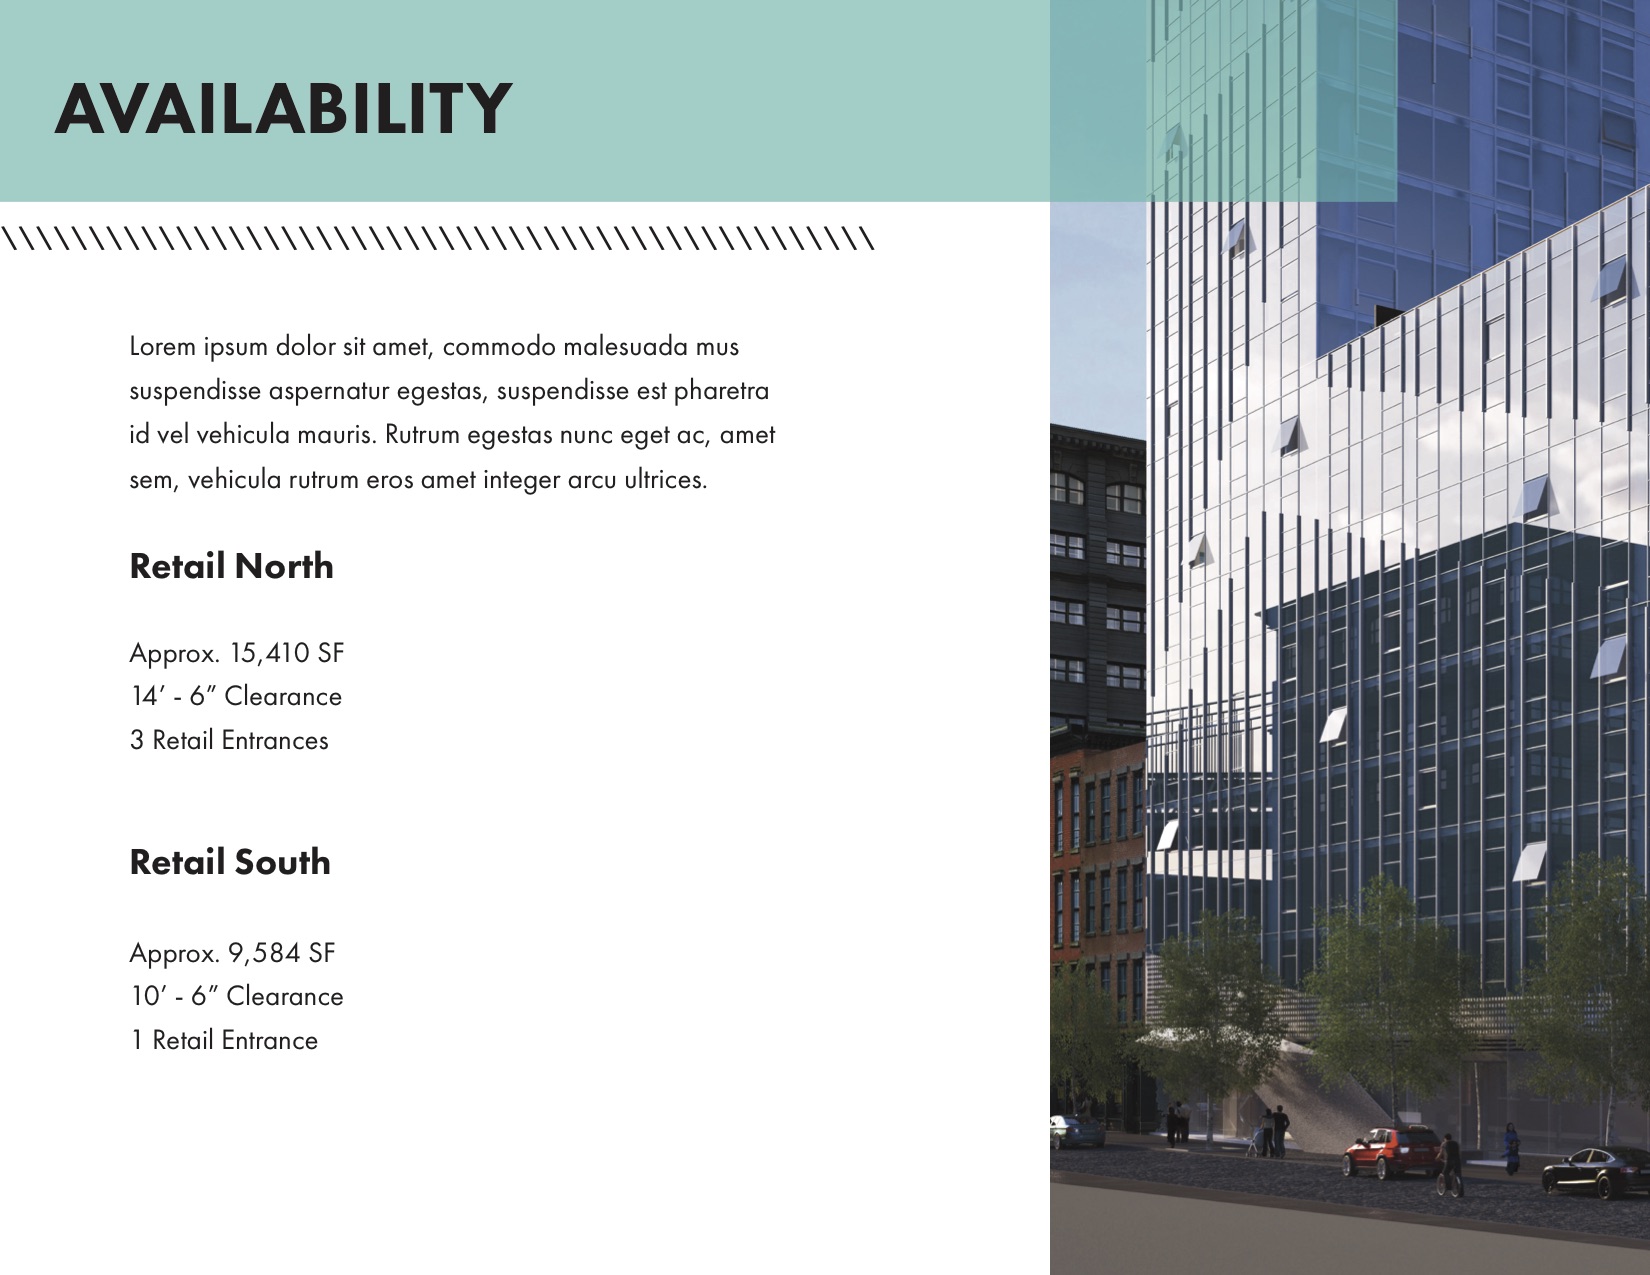 AVAILABILITY
Lorem ipsum dolor sit amet, commodo malesuada mus
suspendisse aspernatur egestas, suspendisse est pharetra
id vel vehicula mauris. Rutrum egestas nunc eget ac, amet
sem, vehicula rutrum eros amet integer arcu ultrices.
Retail North
Approx. 15,410 SF
14’ - 6” Clearance
3 Retail Entrances
Retail South
Approx. 9,584 SF
10’ - 6” Clearance
1 Retail Entrance